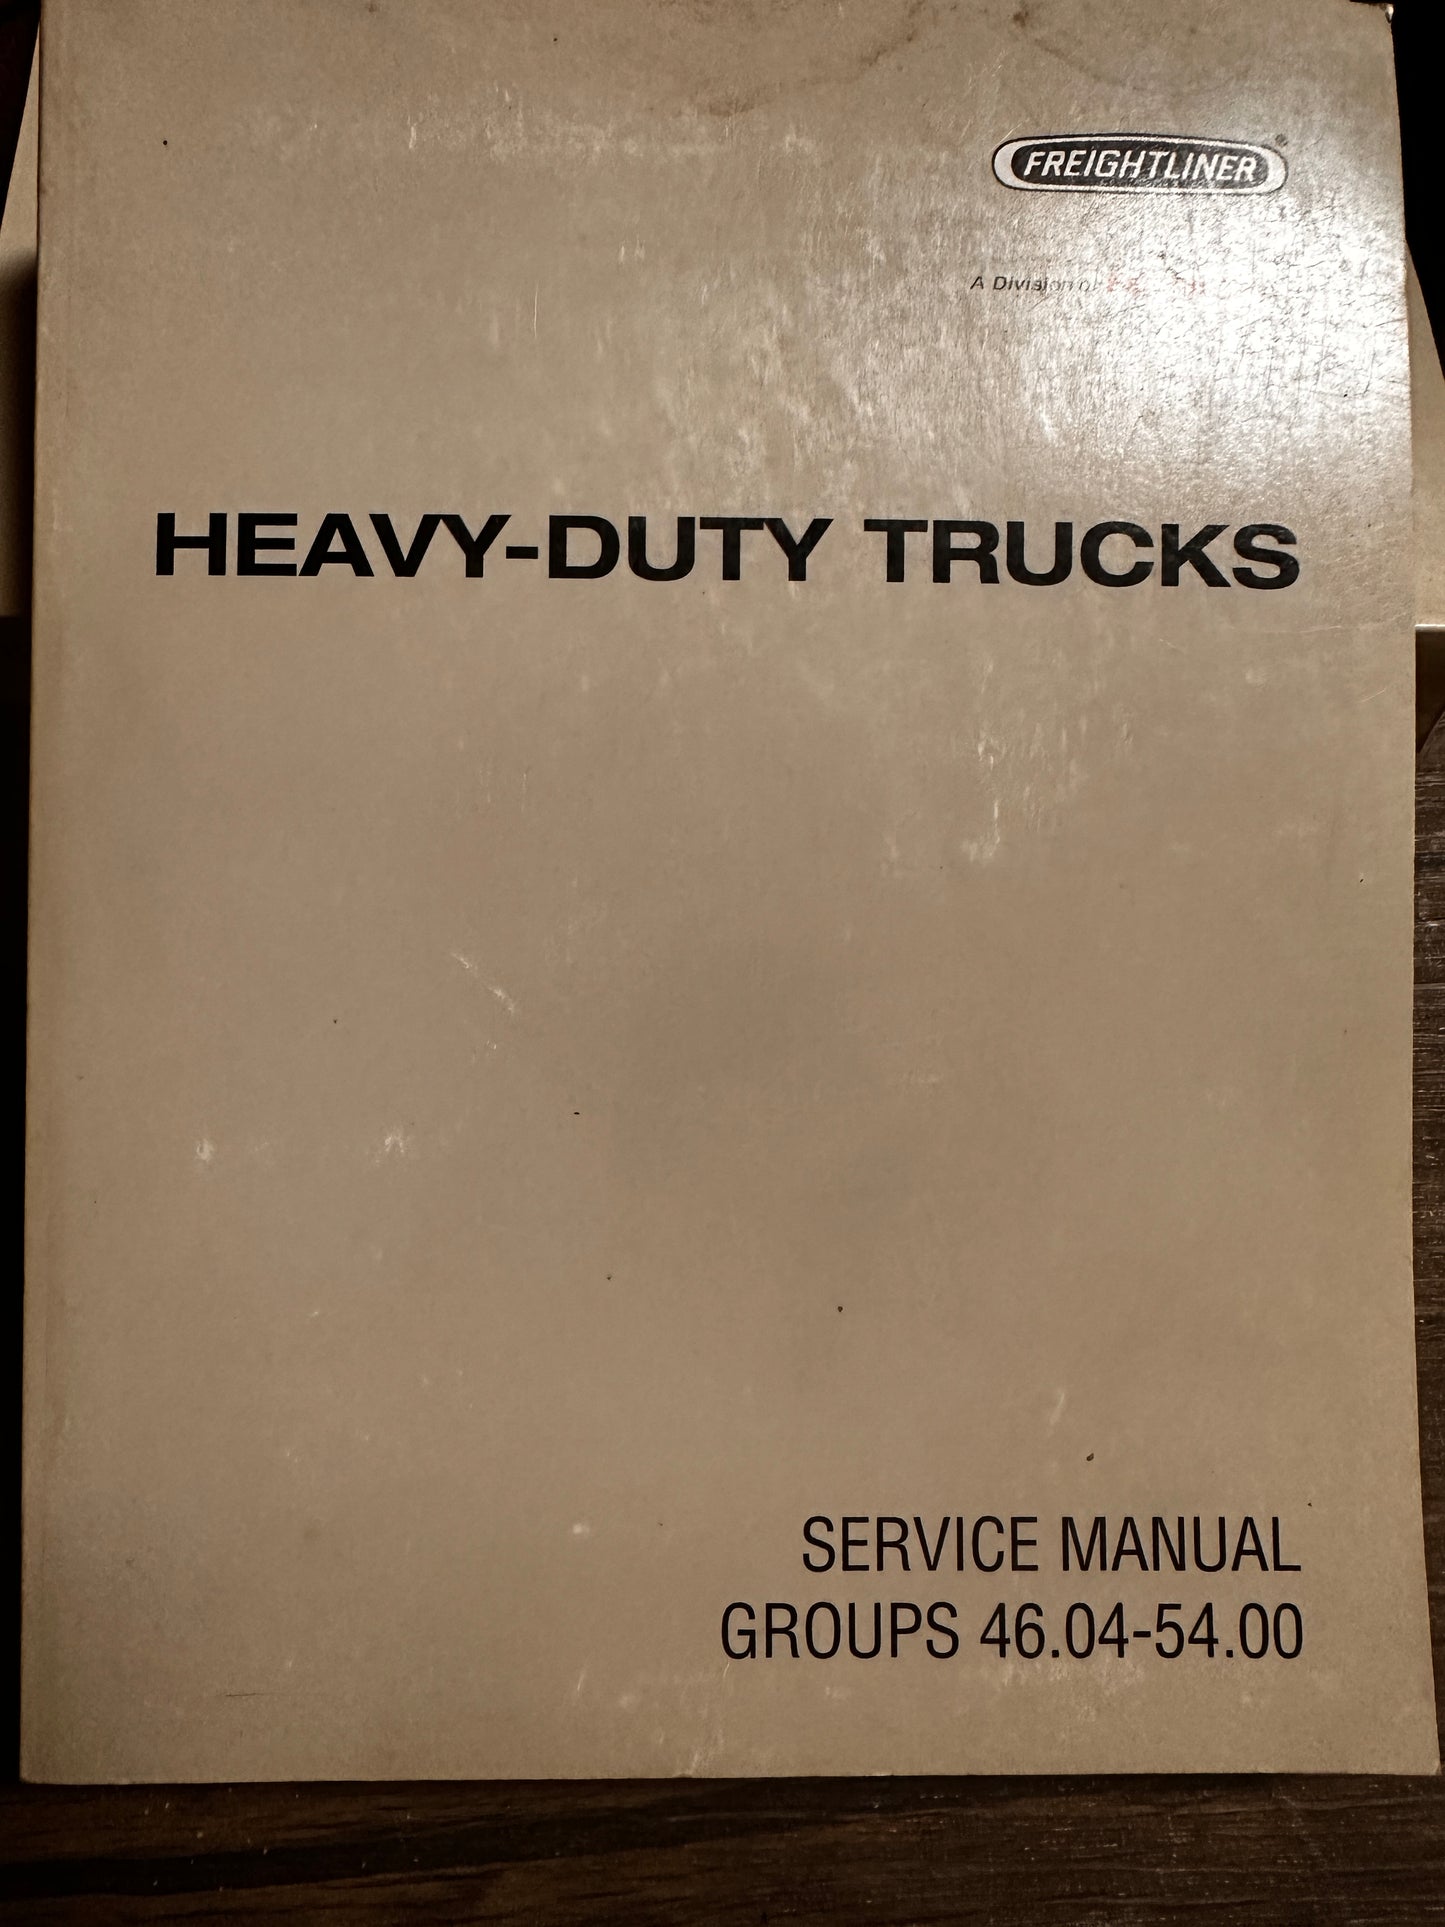 FREIGHTLINER
A Division of
HEAVY-DUTY TRUCKS
SERVICE MANUAL
GROUPS 46.04-54.00